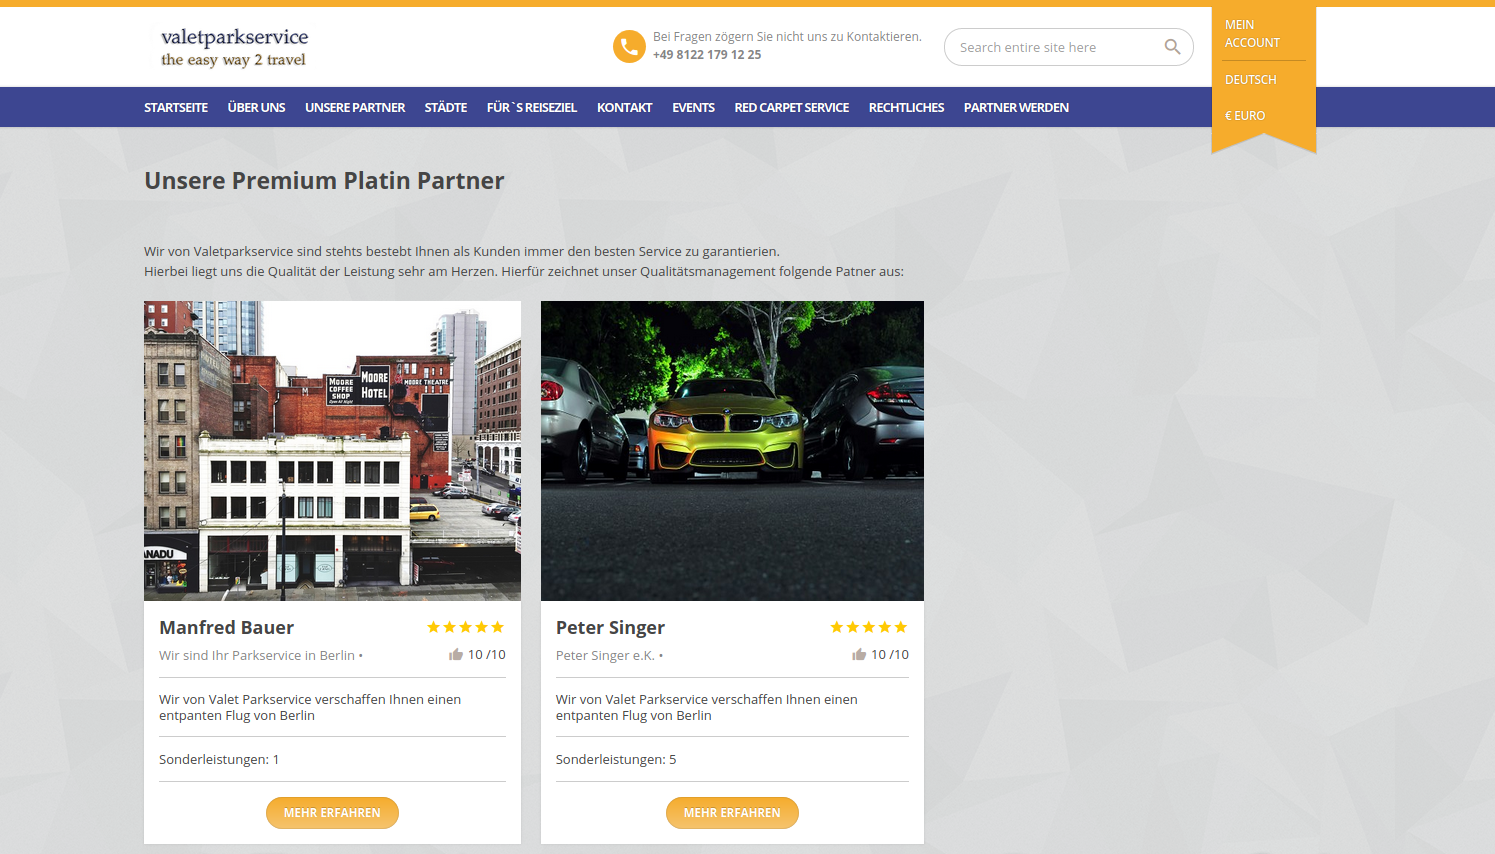 valetparkservice
the easy way 2 travel
Bei Fragen zögern Sie nicht uns zu Kontaktieren.
+49 8122 179 12 25
Search entire site here
MEIN
ACCOUNT
DEUTSCH
€ EURO
STARTSEITE ÜBER UNS UNSERE PARTNER STÄDTE FÜR`S REISEZIEL KONTAKT EVENTS RED CARPET SERVICE RECHTLICHES PARTNER WERDEN
Unsere Premium Platin Partner
Wir von Valetparkservice sind stehts bestebt Ihnen als Kunden immer den besten Service zu garantierien.
Hierbei liegt uns die Qualität der Leistung sehr am Herzen. Hierfür zeichnet unser Qualitätsmanagement folgende Patner aus:
MOORE
COFFEE
SHOP
MOORE
HOTEL
MOORE THEATRE
ANADU
Manfred Bauer
Wir sind Ihr Parkservice in Berlin •
10 /10
Wir von Valet Parkservice verschaffen Ihnen einen
entpanten Flug von Berlin
Sonderleistungen: 1
MEHR ERFAHREN
Peter Singer
Peter Singer e.K. •
10 /10
Wir von Valet Parkservice verschaffen Ihnen einen
entpanten Flug von Berlin
Sonderleistungen: 5
MEHR ERFAHREN